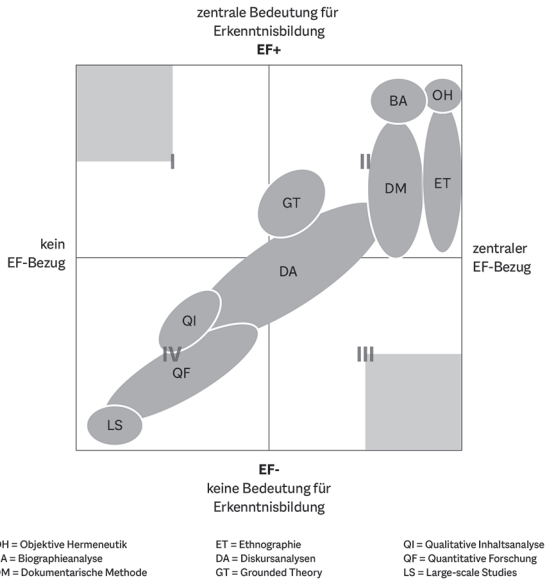 zentrale Bedeutung für
Erkenntnisbildung
EF+
BA
OH
I
II
DM
ET
GT
kein
EF-Bezug
zentraler
EF-Bezug
DA
QI
IV
III
QF
LS
EF-
keine Bedeutung für
Erkenntnisbildung
H = Objektive Hermeneutik
A = Biographieanalyse
M = Dokumentarische Methode
ET = Ethnographie
DA = Diskursanalysen
GT = Grounded Theory
QI = Qualitative Inhaltsanalyse
QF = Quantitative Forschung
LS = Large-scale Studies